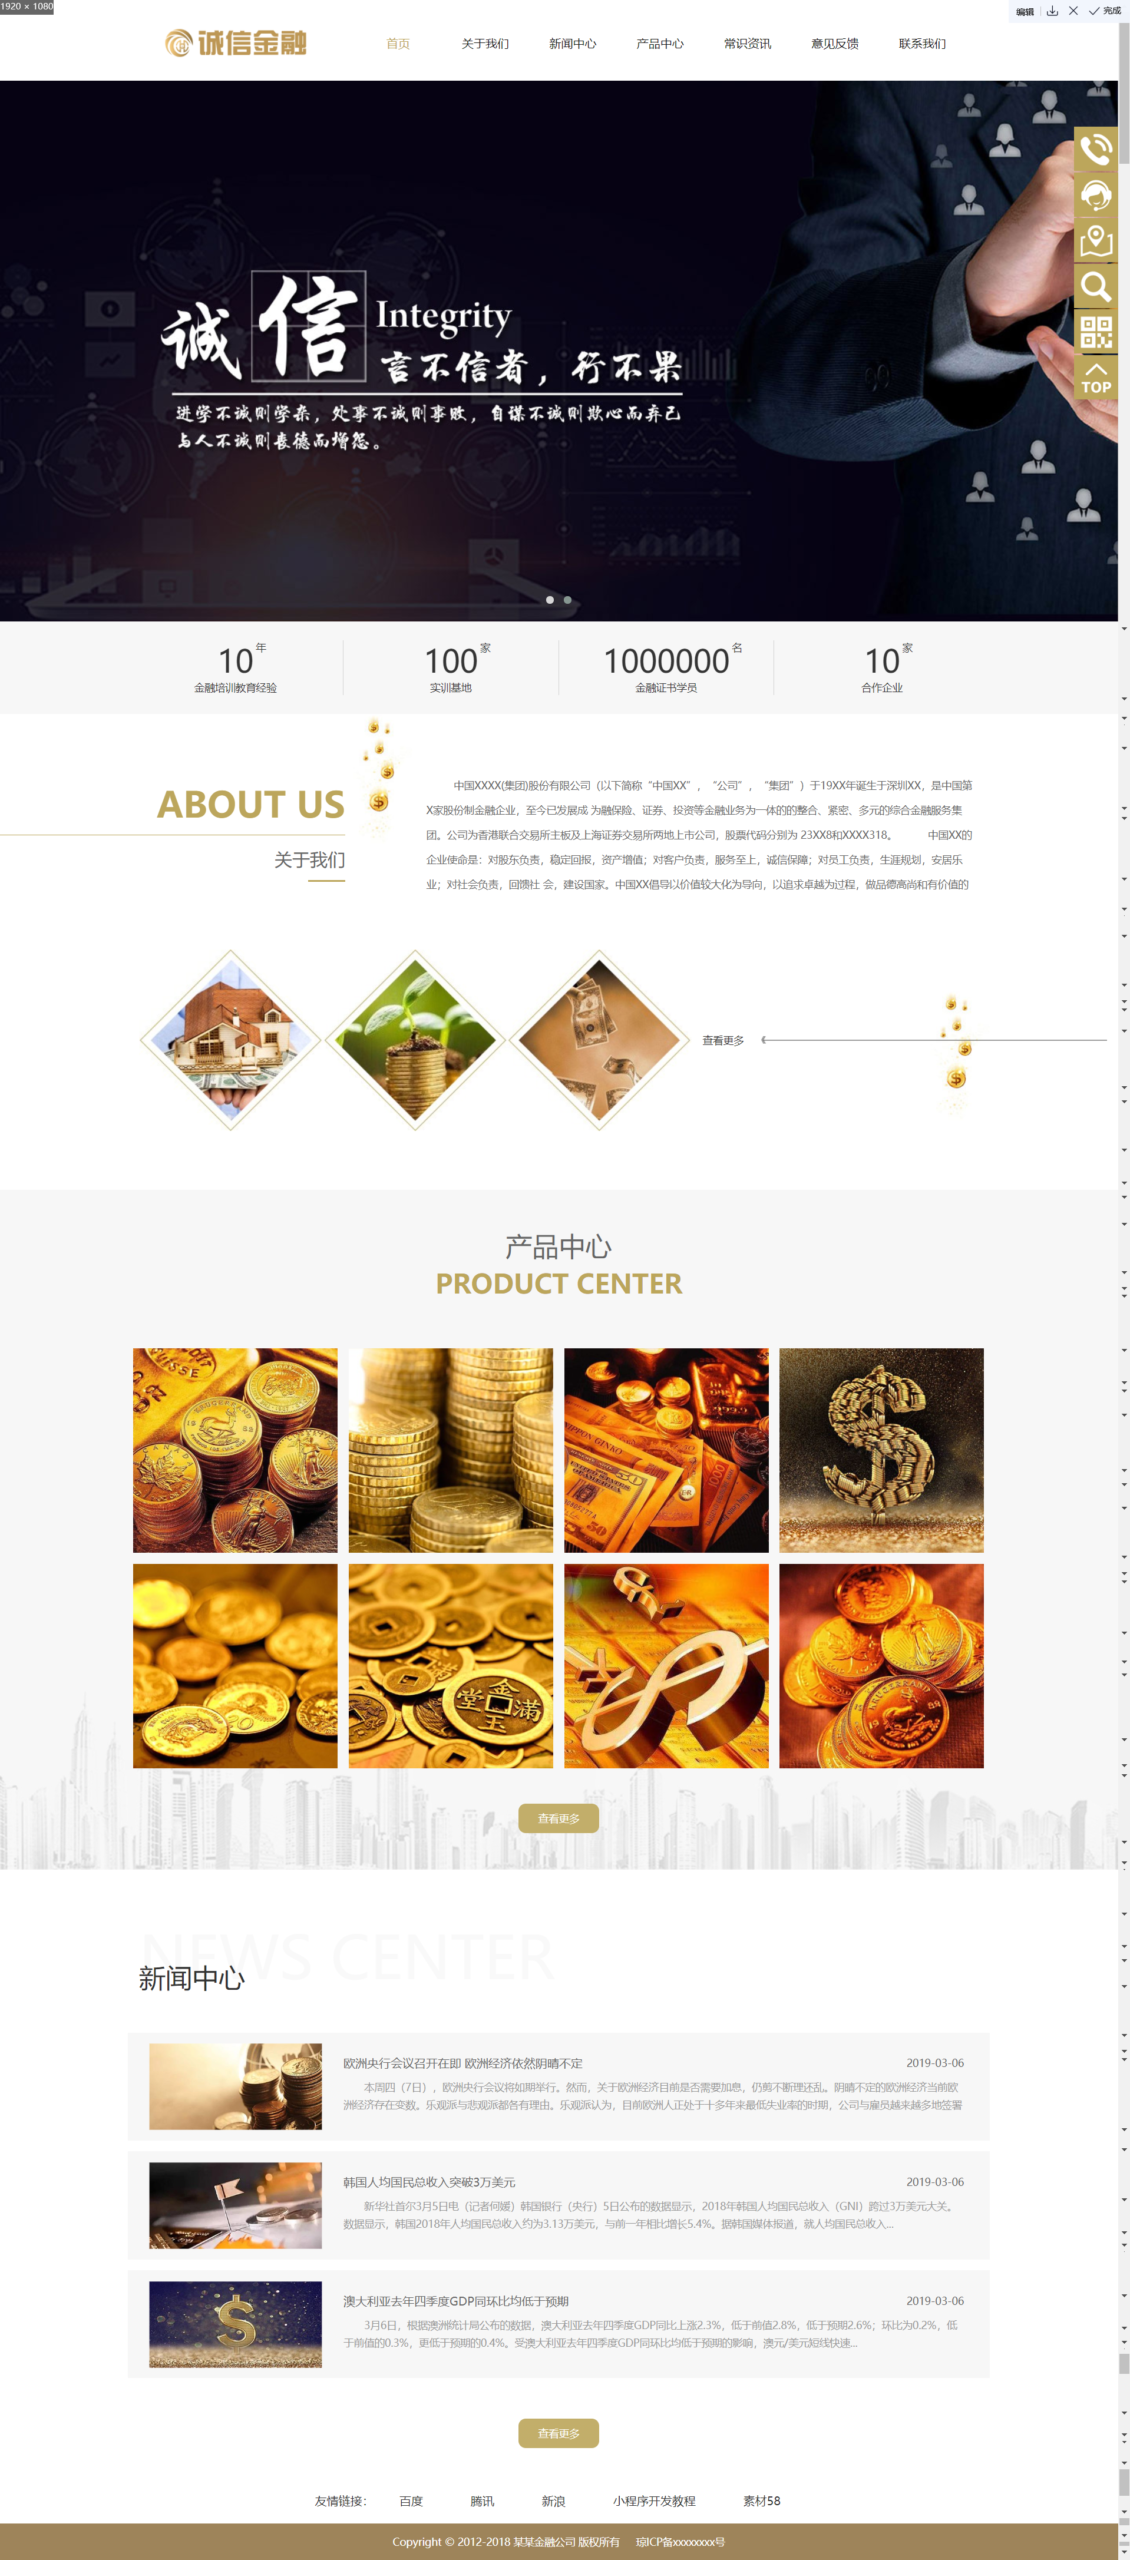 1920 × 1080
编辑
完成
诚信金融
首页 关于我们 新闻中心 产品中心 常识资讯 意见反馈 联系我们
诚信 Integrity
言不信者，行不果
进学不诚则学杂，处事不诚则事败，自谋不诚则欺心而弃己
与人不诚则丧德而增怨。
TOP
10年 100家 1000000名 10家
金融培训教育经验 实训基地 金融证书学员 合作企业
ABOUT US
关于我们
中国XXXX(集团)股份有限公司（以下简称“中国XX”，“公司”，“集团”）于19XX年诞生于深圳XX，是中国第
X家股份制金融企业，至今已发展成 为融保险、证券、投资等金融业务为一体的的整合、紧密、多元的综合金融服务集
团。公司为香港联合交易所主板及上海证券交易所两地上市公司，股票代码分别为 23XX8和XXXX318。 中国XX的
企业使命是：对股东负责，稳定回报，资产增值；对客户负责，服务至上，诚信保障；对员工负责，生涯规划，安居乐
业；对社会负责，回馈社 会，建设国家。中国XX倡导以价值较大化为导向，以追求卓越为过程，做品德高尚和有价值的
查看更多
产品中心
PRODUCT CENTER
金
堂 满
玉
查看更多
NEWS CENTER
新闻中心
欧洲央行会议召开在即 欧洲经济依然阴晴不定 2019-03-06
本周四（7日），欧洲央行会议将如期举行。然而，关于欧洲经济目前是否需要加息，仍剪不断理还乱。阴晴不定的欧洲经济当前欧
洲经济存在变数。乐观派与悲观派都各有理由。乐观派认为，目前欧洲人正处于十多年来最低失业率的时期，公司与雇员越来越多地签署
韩国人均国民总收入突破3万美元 2019-03-06
新华社首尔3月5日电（记者何媛）韩国银行（央行）5日公布的数据显示，2018年韩国人均国民总收入（GNI）跨过3万美元大关。
数据显示，韩国2018年人均国民总收入约为3.13万美元，与前一年相比增长5.4%。据韩国媒体报道，就人均国民总收入...
澳大利亚去年四季度GDP同环比均低于预期 2019-03-06
3月6日，根据澳洲统计局公布的数据，澳大利亚去年四季度GDP同比上涨2.3%，低于前值2.8%，低于预期2.6%；环比为0.2%，低
于前值的0.3%，更低于预期的0.4%。受澳大利亚去年四季度GDP同环比均低于预期的影响，澳元/美元短线快速...
查看更多
友情链接： 百度 腾讯 新浪 小程序开发教程 素材58
Copyright © 2012-2018 某某金融公司 版权所有 琼ICP备xxxxxxxx号